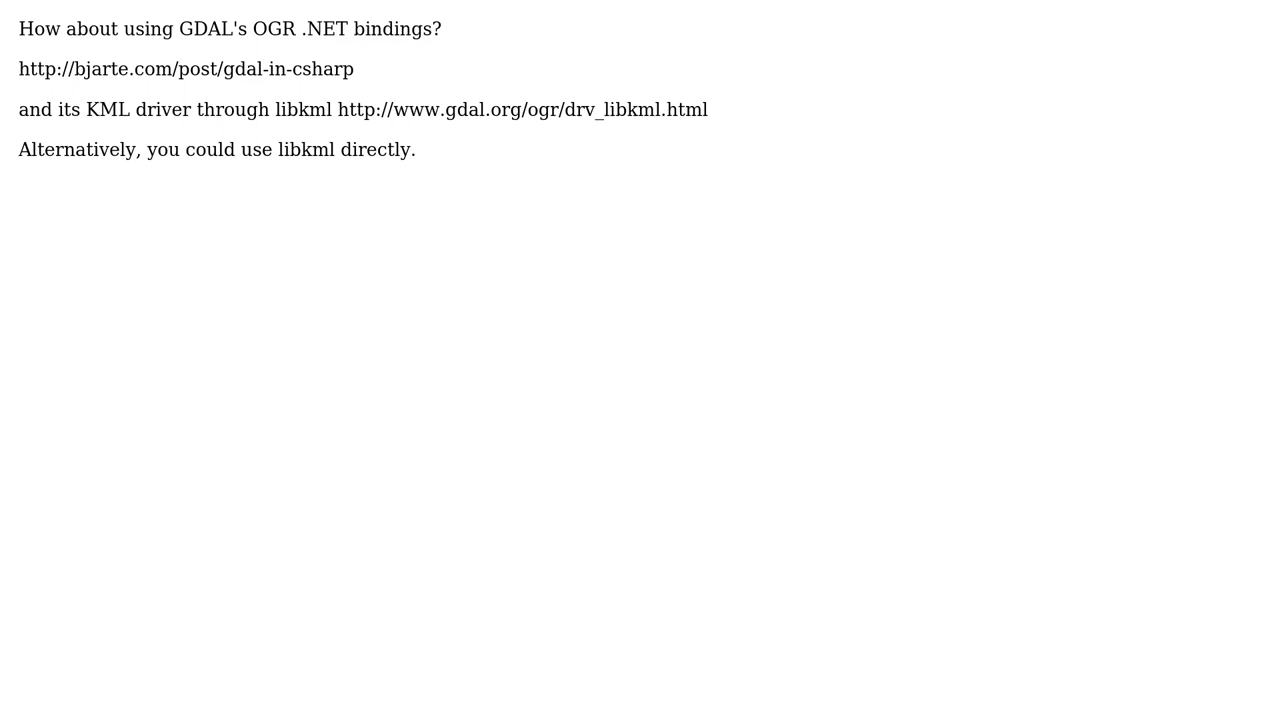 How about using GDAL's OGR .NET bindings?
http://bjarte.com/post/gdal-in-csharp
and its KML driver through libkml http://www.gdal.org/ogr/drv_libkml.html
Alternatively, you could use libkml directly.